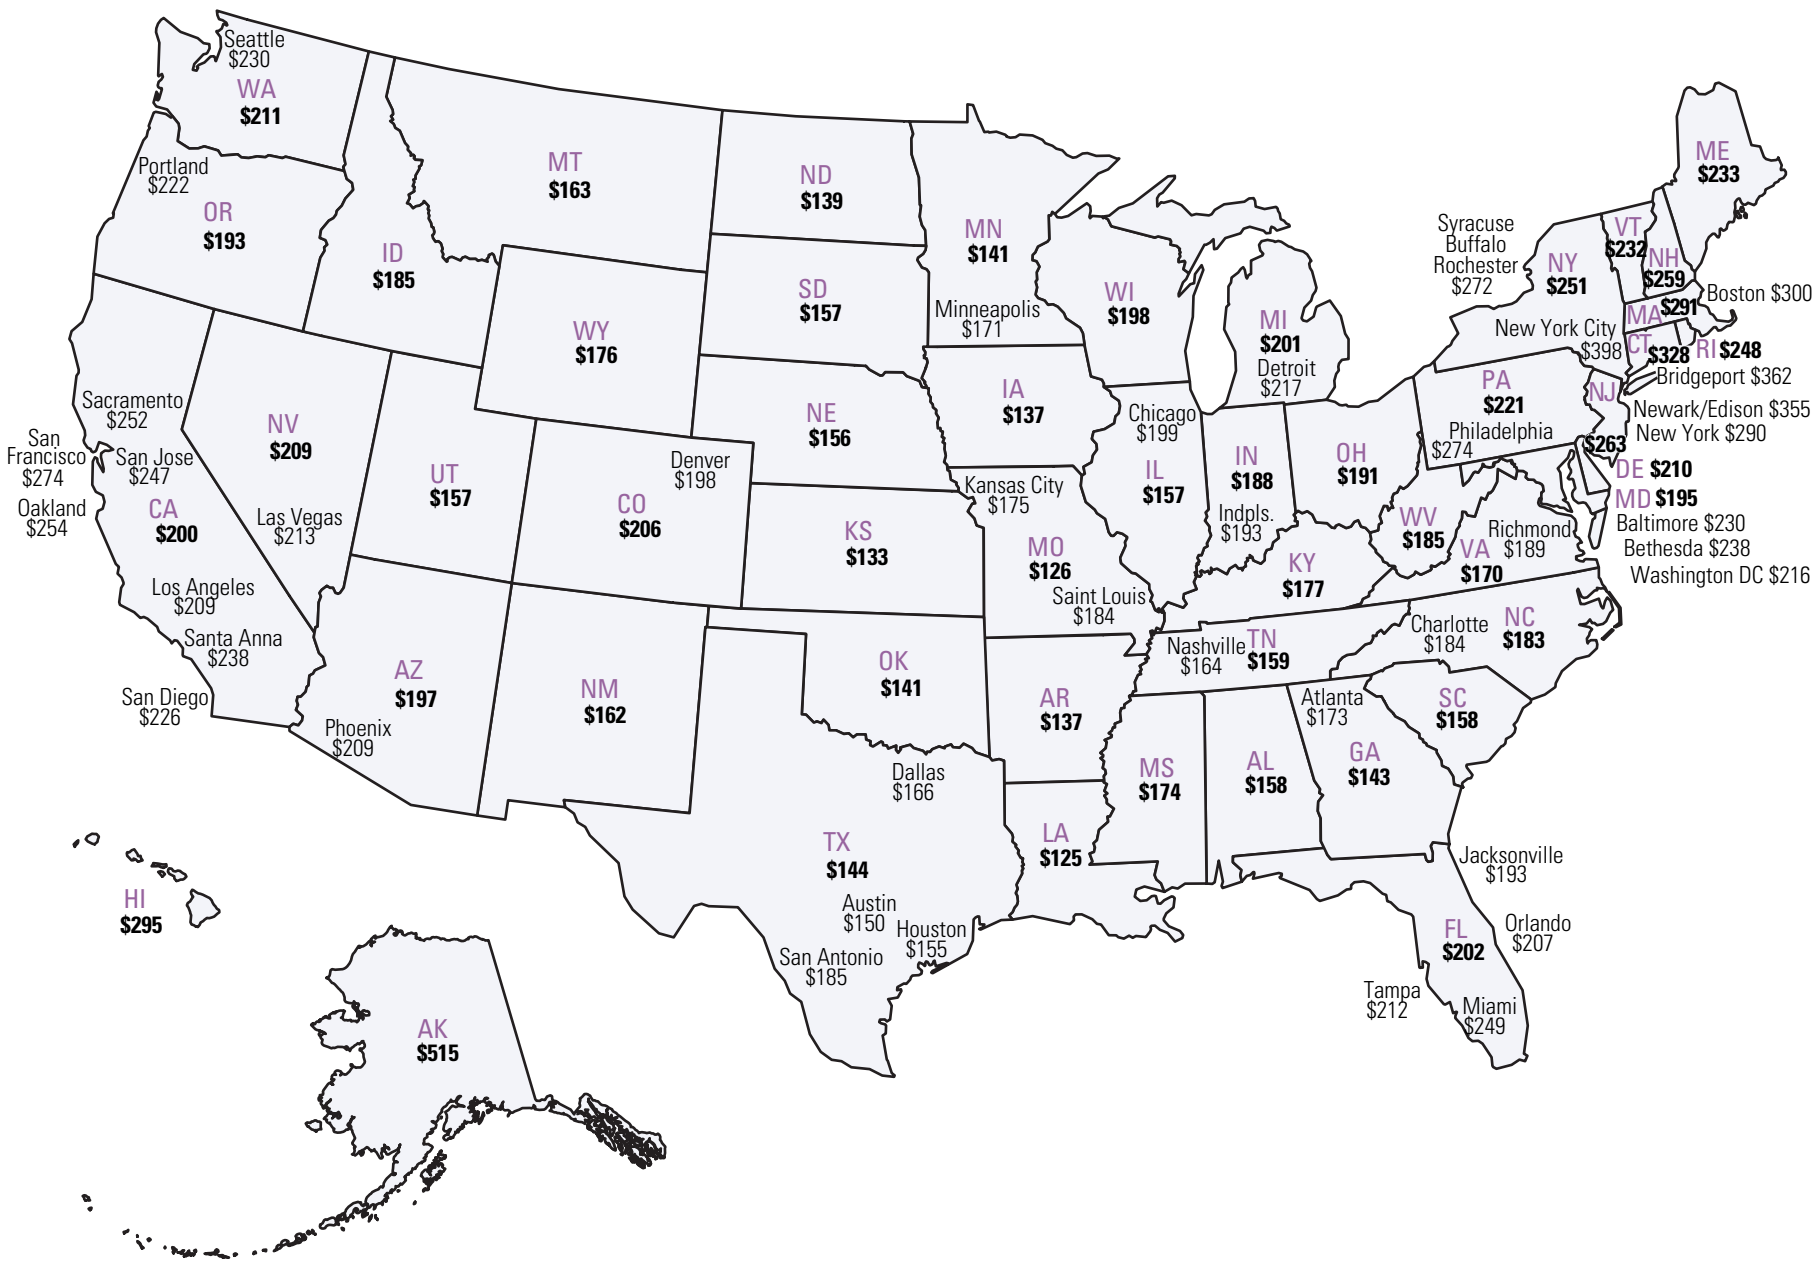 Seattle
$230
WA
$211
Portland
$222
OR
$193
ID
$185
MT
$163
WY
$176
ND
$139
SD
$157
NE
$156
MN
$141
Minneapolis
$171
WI
$198
MI
$201
Detroit
$217
IA
$137
Chicago
$199
IL
$157
IN
$188
Indpls.
$193
OH
$191
Sacramento
$252
San
Francisco
$274
San Jose
$247
Oakland
$254
CA
$200
Los Angeles
$209
Santa Anna
$238
San Diego
$226
NV
$209
Las Vegas
$213
UT
$157
CO
$206
Denver
$198
KS
$133
Kansas City
$175
MO
$126
Saint Louis
$184
KY
$177
WV
$185
VA
$170
Richmond
$189
AZ
$197
Phoenix
$209
NM
$162
OK
$141
AR
$137
Nashville
$164
TN
$159
Charlotte
$184
NC
$183
SC
$158
Atlanta
$173
GA
$143
AL
$158
MS
$174
LA
$125
TX
$144
Dallas
$166
Austin
$150
Houston
$155
San Antonio
$185
Jacksonville
$193
FL
$202
Orlando
$207
Tampa
$212
Miami
$249
HI
$295
AK
$515
ME
$233
VT
$232
NH
$259
NY
$251
Syracuse
Buffalo
Rochester
$272
New York City
$398
MA
$291
Boston $300
CT
$328
RI $248
Bridgeport $362
PA
$221
Philadelphia
$274
NJ
$263
Newark/Edison $355
New York $290
DE $210
MD $195
Baltimore $230
Bethesda $238
Washington DC $216